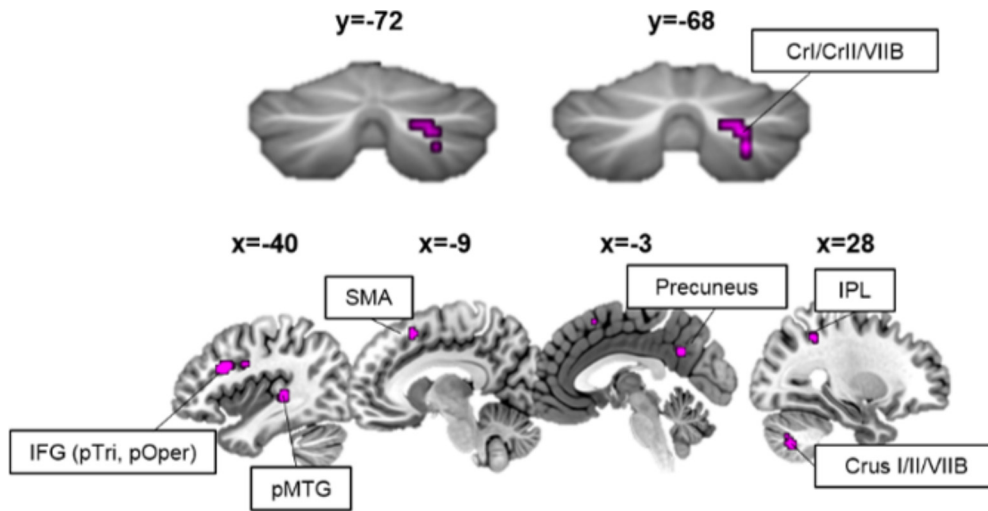 y=-72
y=-68
CrI/CrII/VIIB
x=-40
x=-9
x=-3
x=28
SMA
Precuneus
IPL
IFG (pTri, pOper)
pMTG
Crus I/II/VIIB